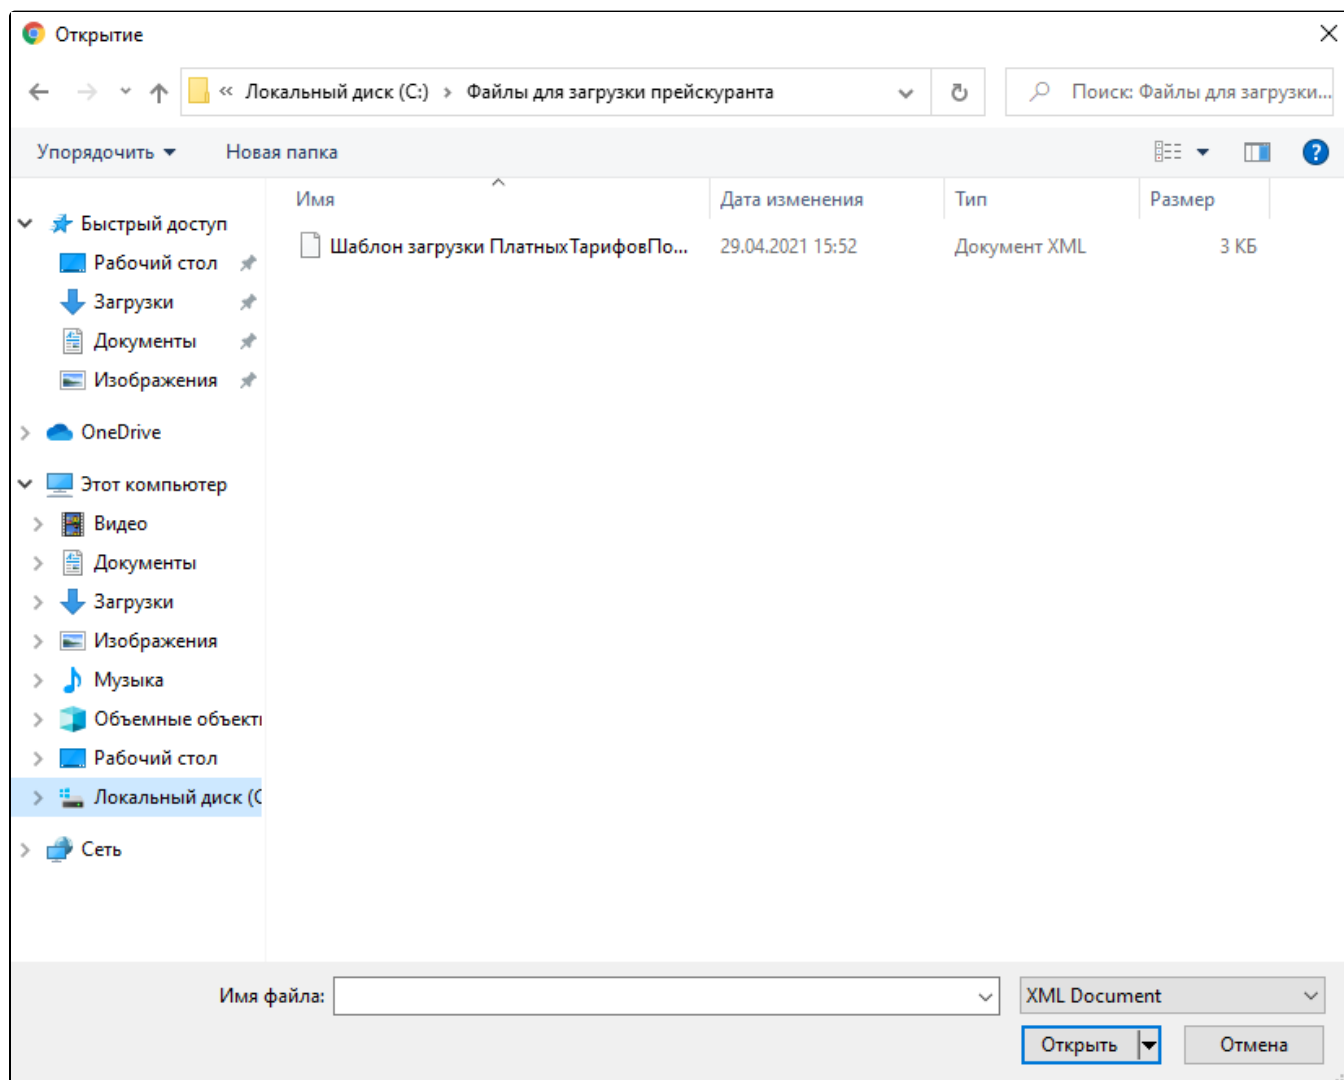 Открытие
« Локальный диск (C:) › Файлы для загрузки прейскуранта
Поиск: Файлы для загрузки...
Упорядочить
Новая папка
Имя
Дата изменения
Тип
Размер
Шаблон загрузки ПлатныхТарифовПо...
29.04.2021 15:52
Документ XML
3 КБ
Быстрый доступ
Рабочий стол
Загрузки
Документы
Изображения
OneDrive
Этот компьютер
Видео
Документы
Загрузки
Изображения
Музыка
Объемные объекты
Рабочий стол
Локальный диск (C
Сеть
Имя файла:
XML Document
Открыть
Отмена